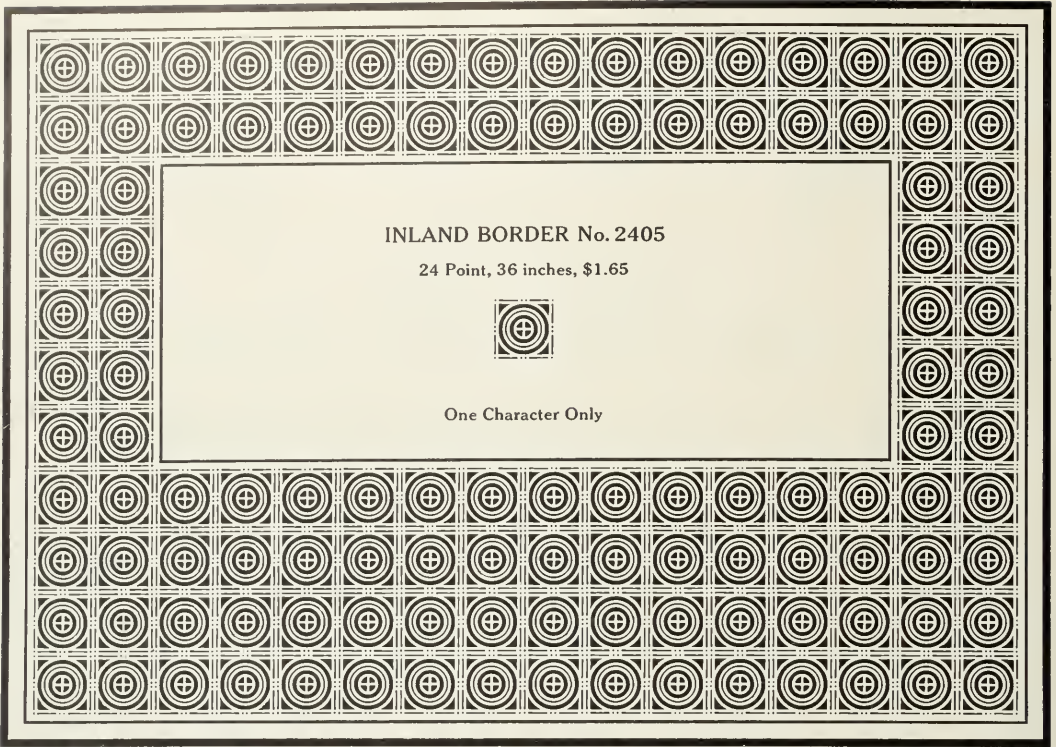 INLAND BORDER No. 2405
24 Point, 36 inches, $1.65
One Character Only